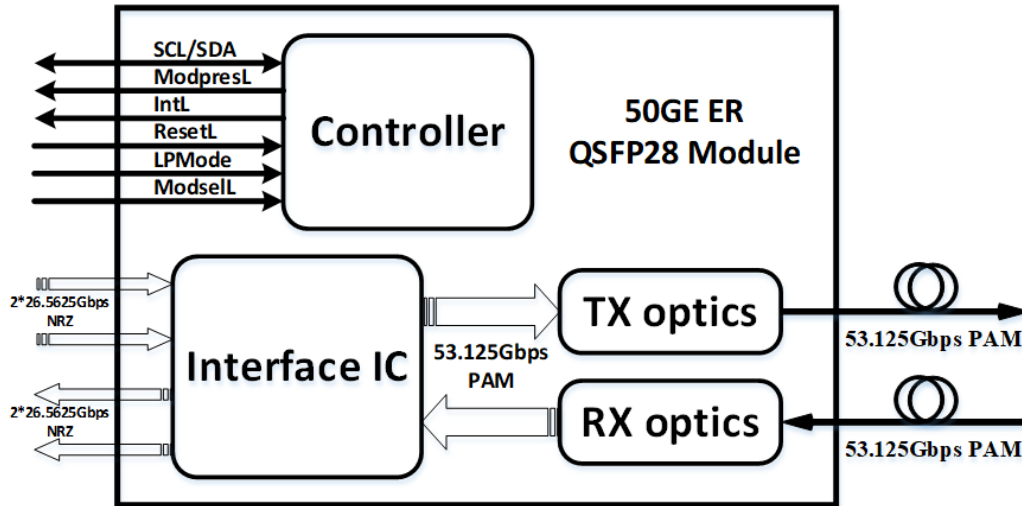 SCL/SDA
ModpresL
IntL
ResetL
LPMode
ModselL
Controller
50GE ER
QSFP28 Module
2*26.5625Gbps
NRZ
2*26.5625Gbps
NRZ
Interface IC
53.125Gbps
PAM
TX optics
RX optics
53.125Gbps PAM
53.125Gbps PAM